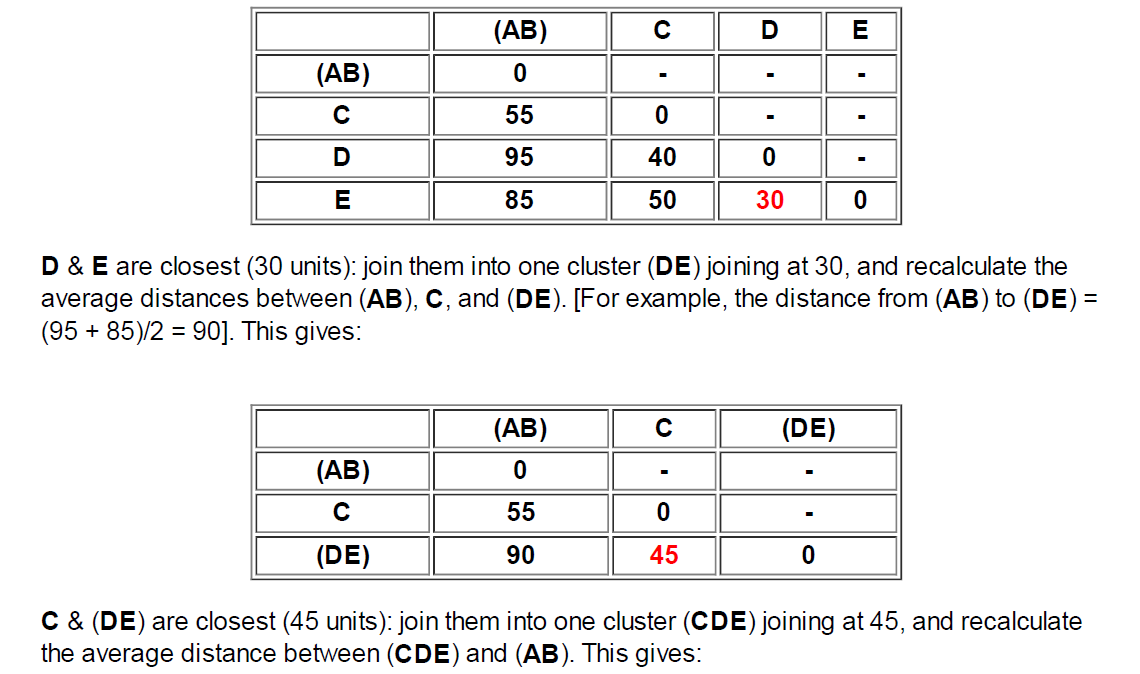 (AB) C D E
(AB) 0 - - -
C 55 0 - -
D 95 40 0 -
E 85 50 30 0
D & E are closest (30 units): join them into one cluster (DE) joining at 30, and recalculate the
average distances between (AB), C, and (DE). [For example, the distance from (AB) to (DE) =
(95 + 85)/2 = 90]. This gives:
(AB) C (DE)
(AB) 0 - -
C 55 0 -
(DE) 90 45 0
C & (DE) are closest (45 units): join them into one cluster (CDE) joining at 45, and recalculate
the average distance between (CDE) and (AB). This gives: